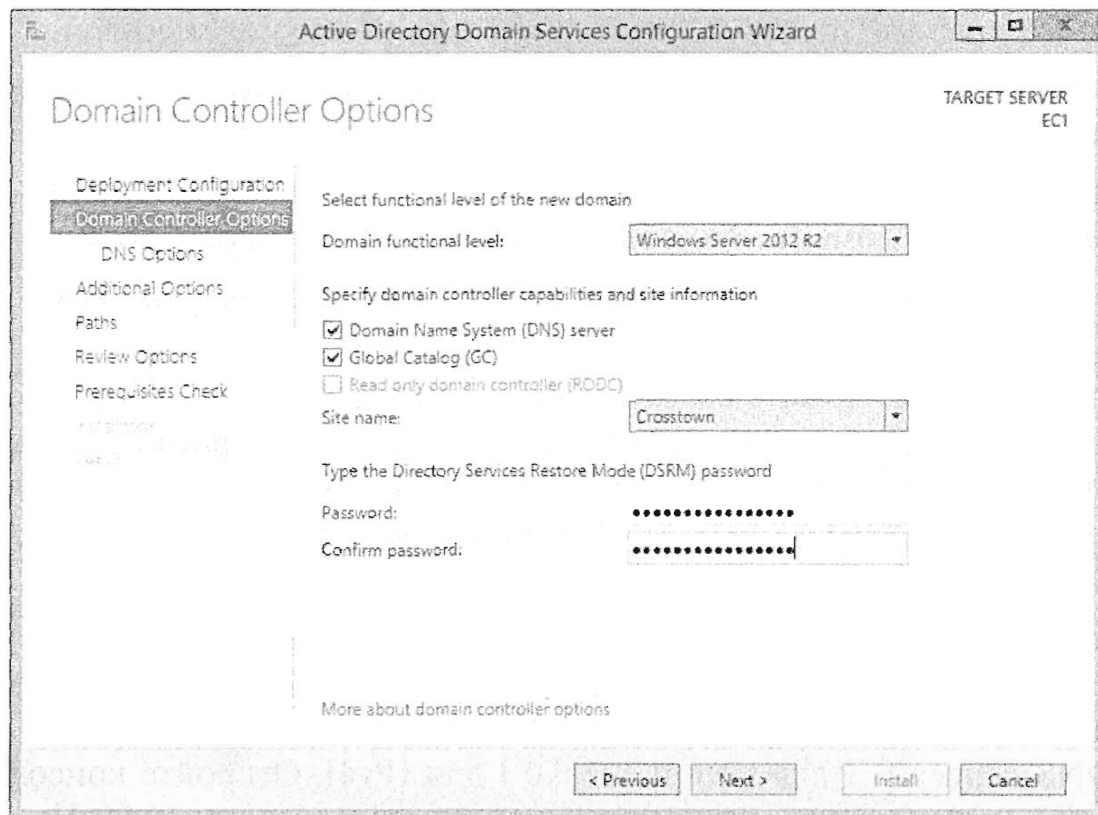 Active Directory Domain Services Configuration Wizard
Domain Controller Options
TARGET SERVER
EC1
Deployment Configuration
Domain Controller Options
DNS Options
Additional Options
Paths
Review Options
Prerequisites Check
Installation
Select functional level of the new domain
Domain functional level:
Windows Server 2012 R2
Specify domain controller capabilities and site information
Domain Name System (DNS) server
Global Catalog (GC)
Read only domain controller (RODC)
Site name:
Crosstown
Type the Directory Services Restore Mode (DSRM) password
Password:
••••••••••••••••
Confirm password:
••••••••••••••••
More about domain controller options
< Previous
Next >
Install
Cancel